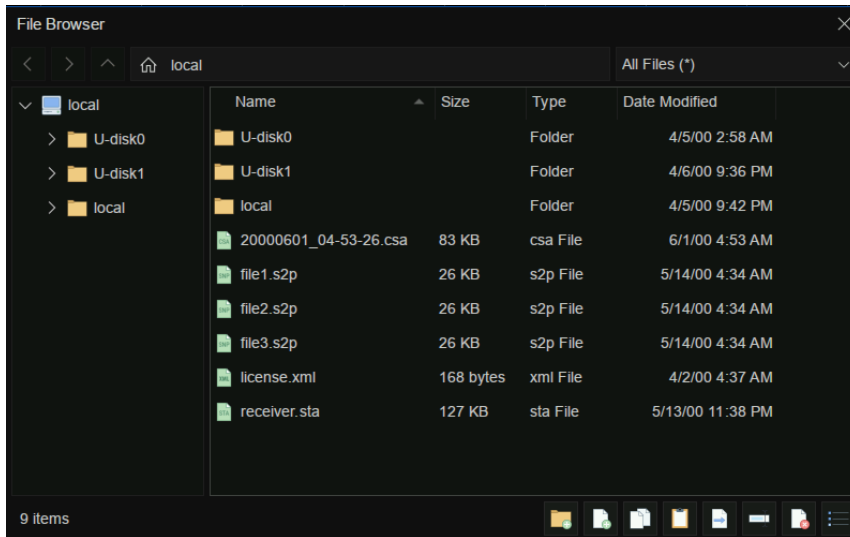 File Browser
local All Files (*)
local
U-disk0
U-disk1
local
Name Size Type Date Modified
U-disk0 Folder 4/5/00 2:58 AM
U-disk1 Folder 4/6/00 9:36 PM
local Folder 4/5/00 9:42 PM
20000601_04-53-26.csa 83 KB csa File 6/1/00 4:53 AM
file1.s2p 26 KB s2p File 5/14/00 4:34 AM
file2.s2p 26 KB s2p File 5/14/00 4:34 AM
file3.s2p 26 KB s2p File 5/14/00 4:34 AM
license.xml 168 bytes xml File 4/2/00 4:37 AM
receiver.sta 127 KB sta File 5/13/00 11:38 PM
9 items